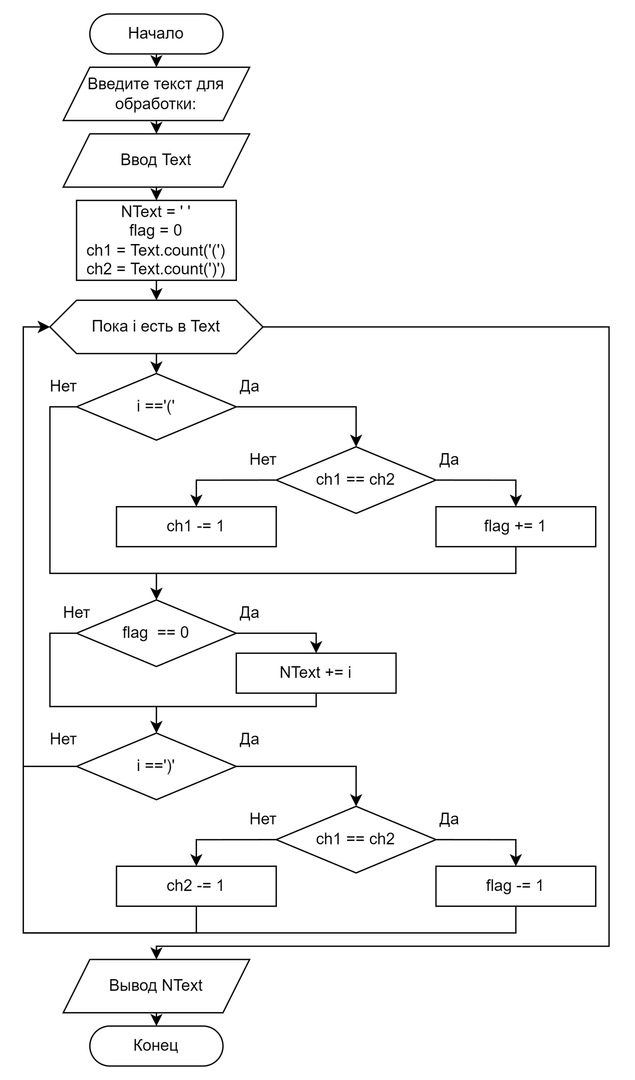 Начало
Введите текст для
обработки:
Ввод Text
NText = ' '
flag = 0
ch1 = Text.count('(')
ch2 = Text.count(')')
Пока i есть в Text
Нет
Да
i =='('
Нет
Да
ch1 == ch2
ch1 -= 1
flag += 1
Нет
Да
flag == 0
NText += i
Нет
Да
i ==')'
Нет
Да
ch1 == ch2
ch2 -= 1
flag -= 1
Вывод NText
Конец